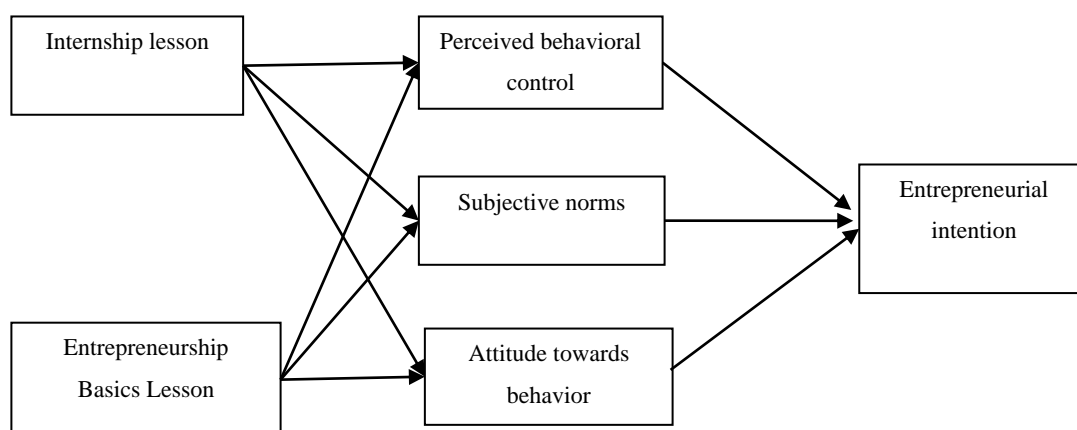 Internship lesson
Perceived behavioral
control
Subjective norms
Entrepreneurial
intention
Entrepreneurship
Basics Lesson
Attitude towards
behavior